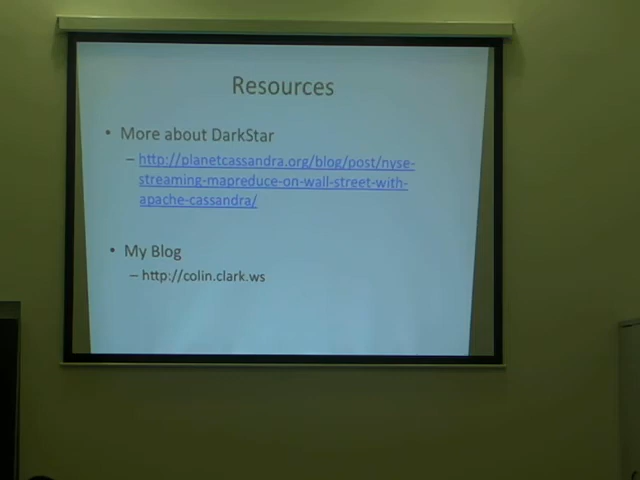 Resources
• More about DarkStar
– http://planetcassandra.org/blog/post/nyse-
streaming-mapreduce-on-wall-street-with-
apache-cassandra/
• My Blog
– http://colin.clark.ws